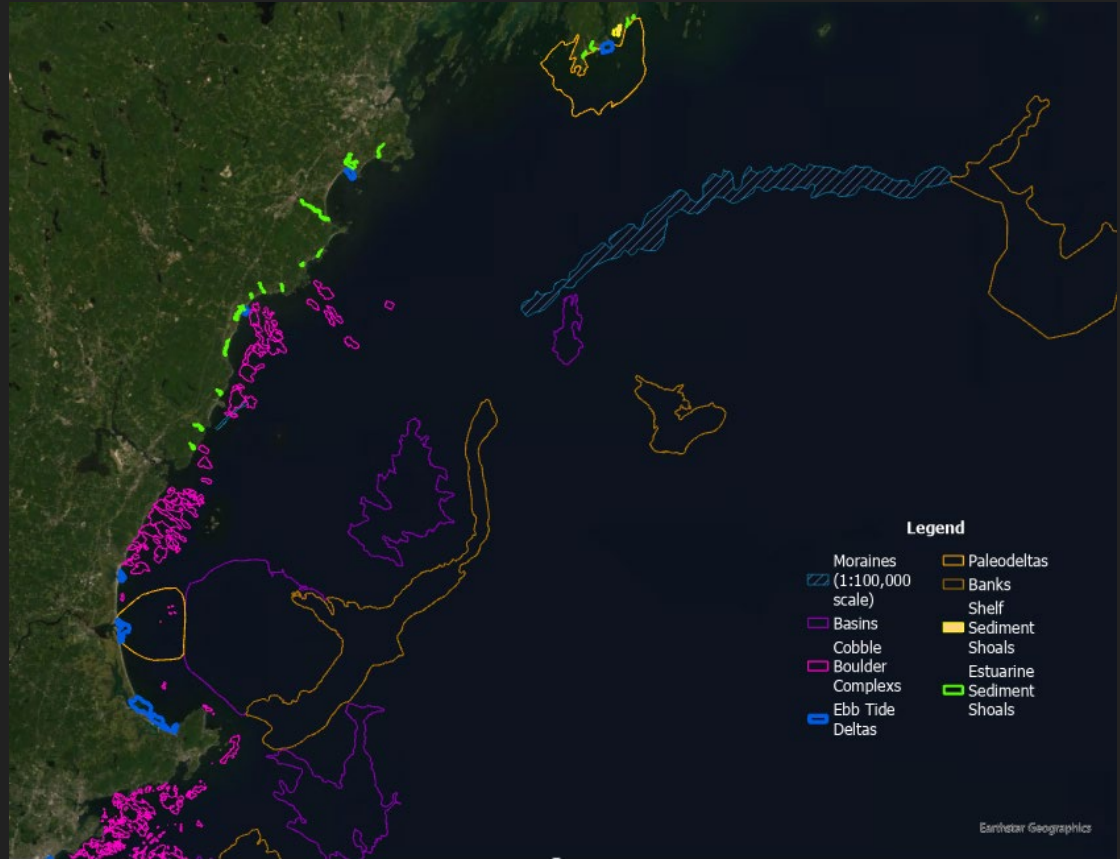 Legend
Moraines
(1:100,000
scale)
Basins
Cobble
Boulder
Complexs
Ebb Tide
Deltas
Paleodeltas
Banks
Shelf
Sediment
Shoals
Estuarine
Sediment
Shoals
Earthstar Geographics